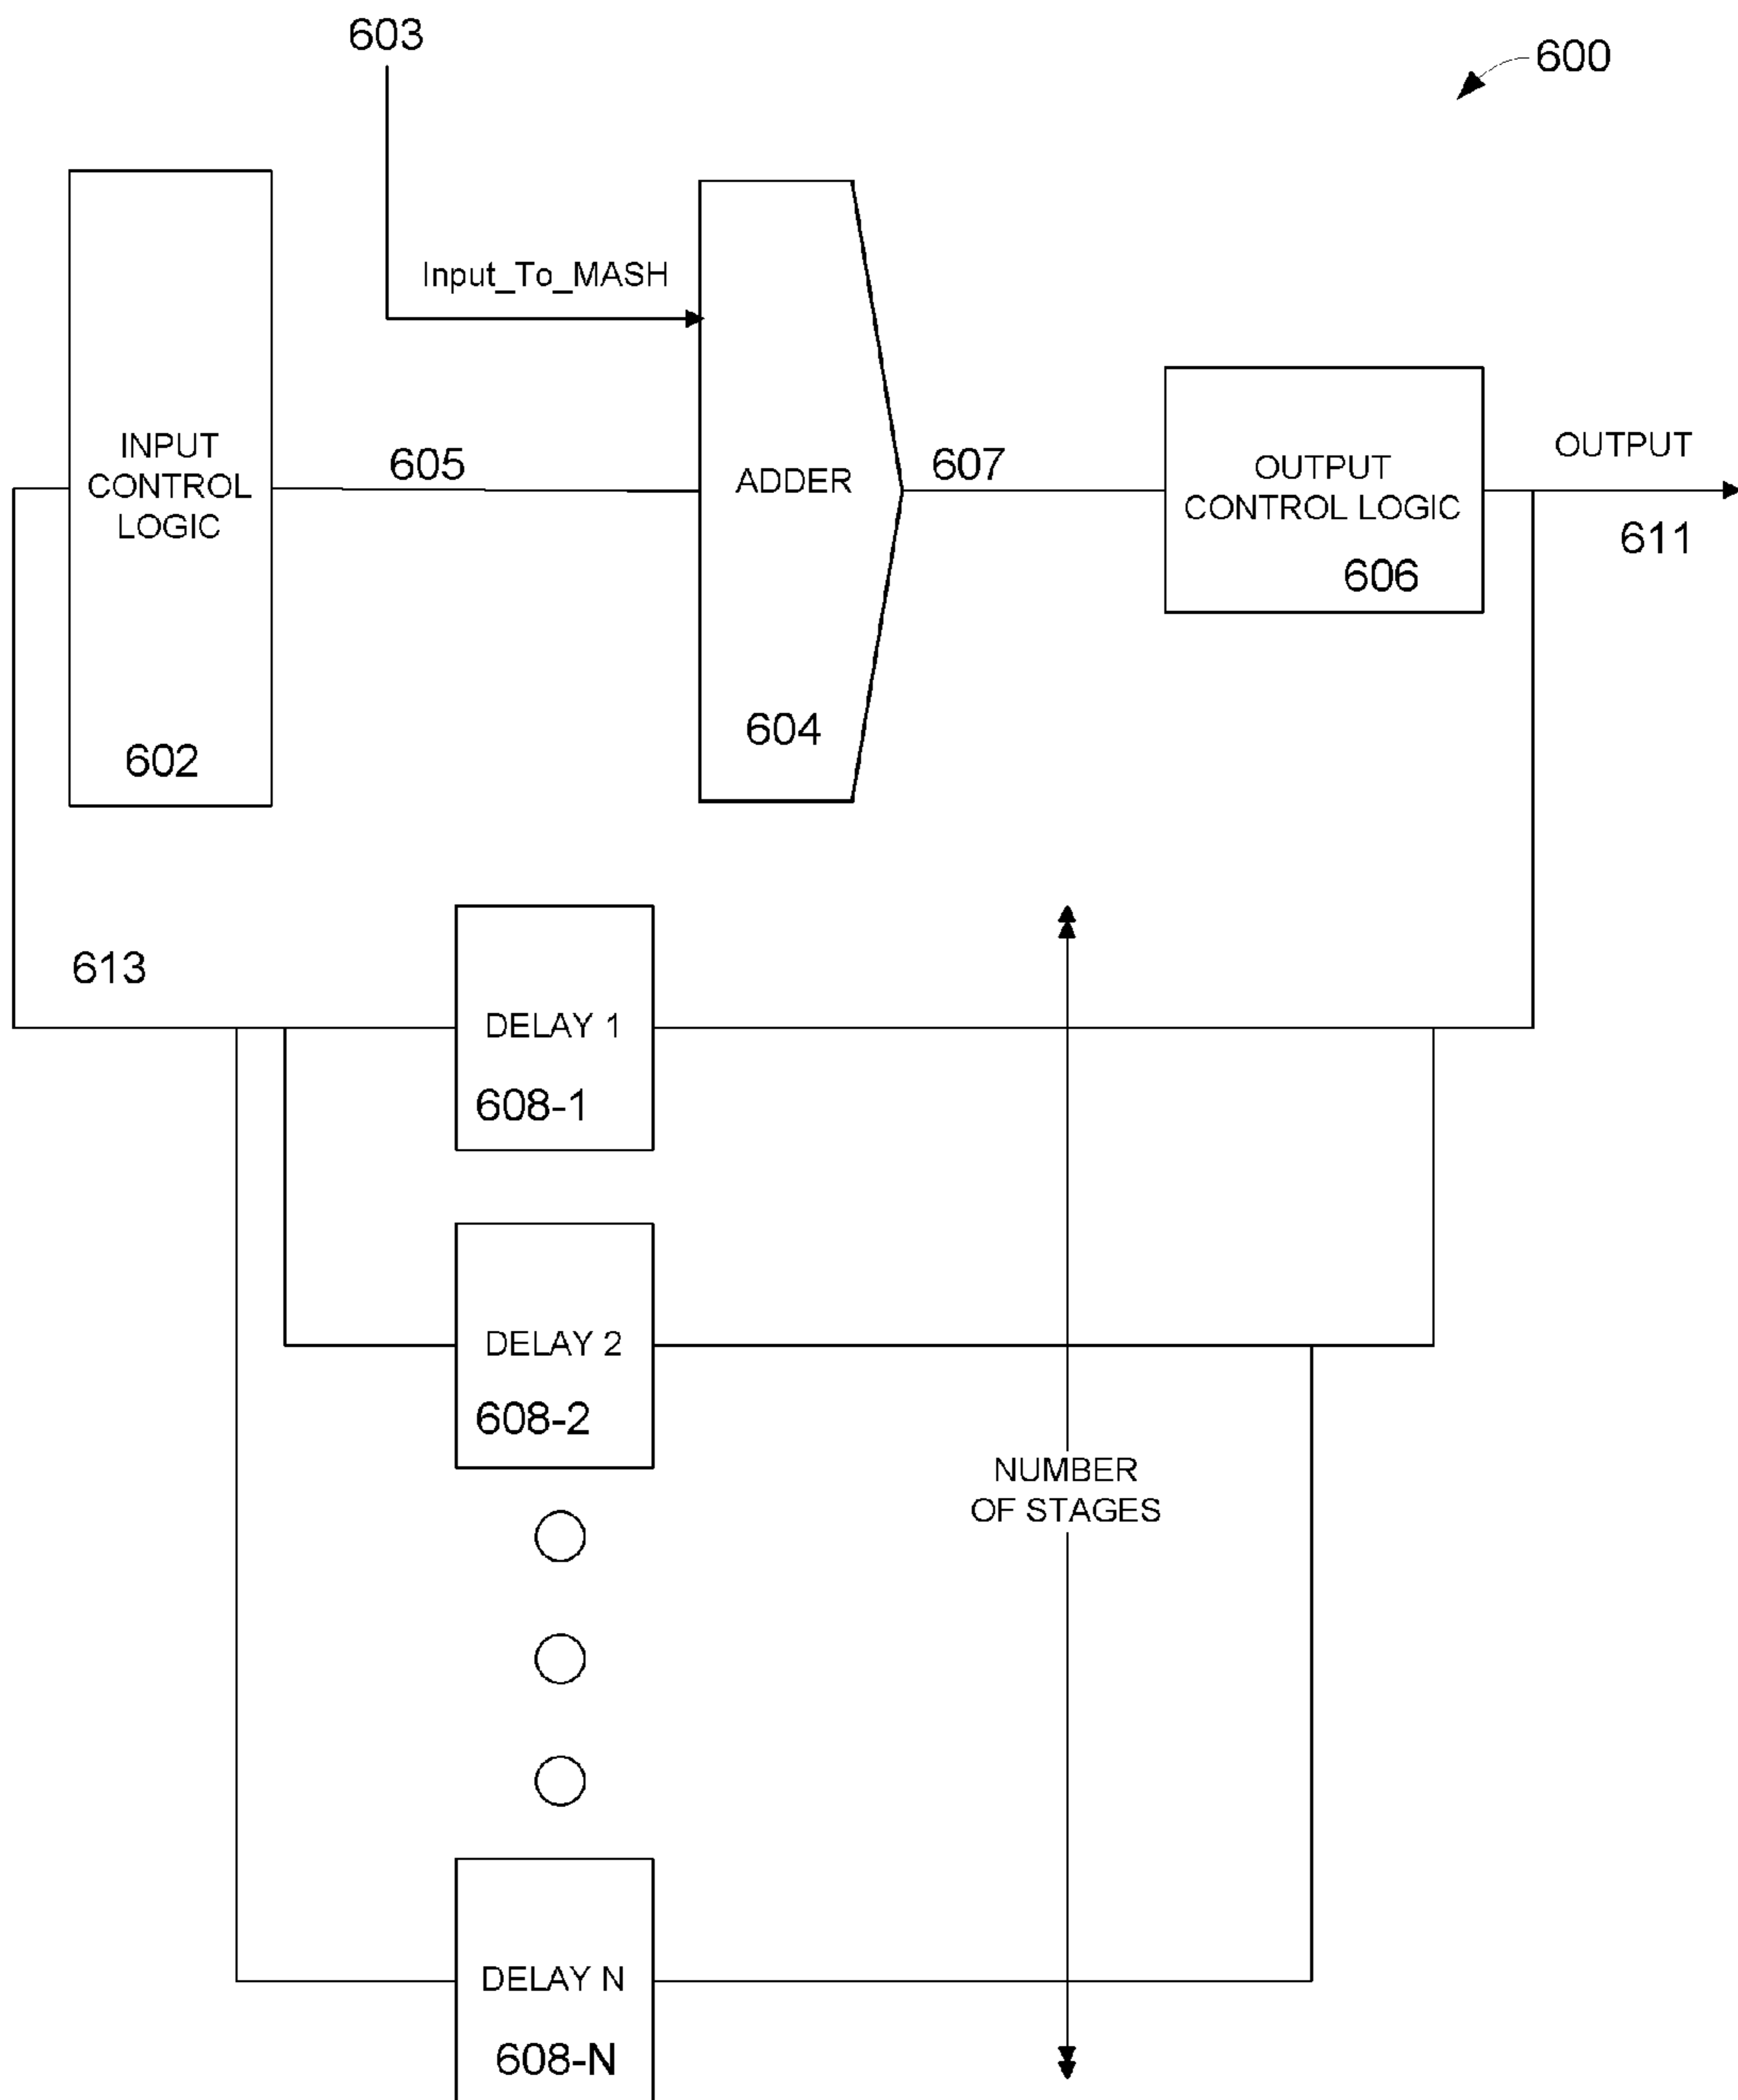 603
600
Input_To_MASH
INPUT
CONTROL
LOGIC
602
605
ADDER
604
607
OUTPUT
CONTROL LOGIC
606
OUTPUT
611
613
DELAY 1
608-1
DELAY 2
608-2
NUMBER
OF STAGES
DELAY N
608-N